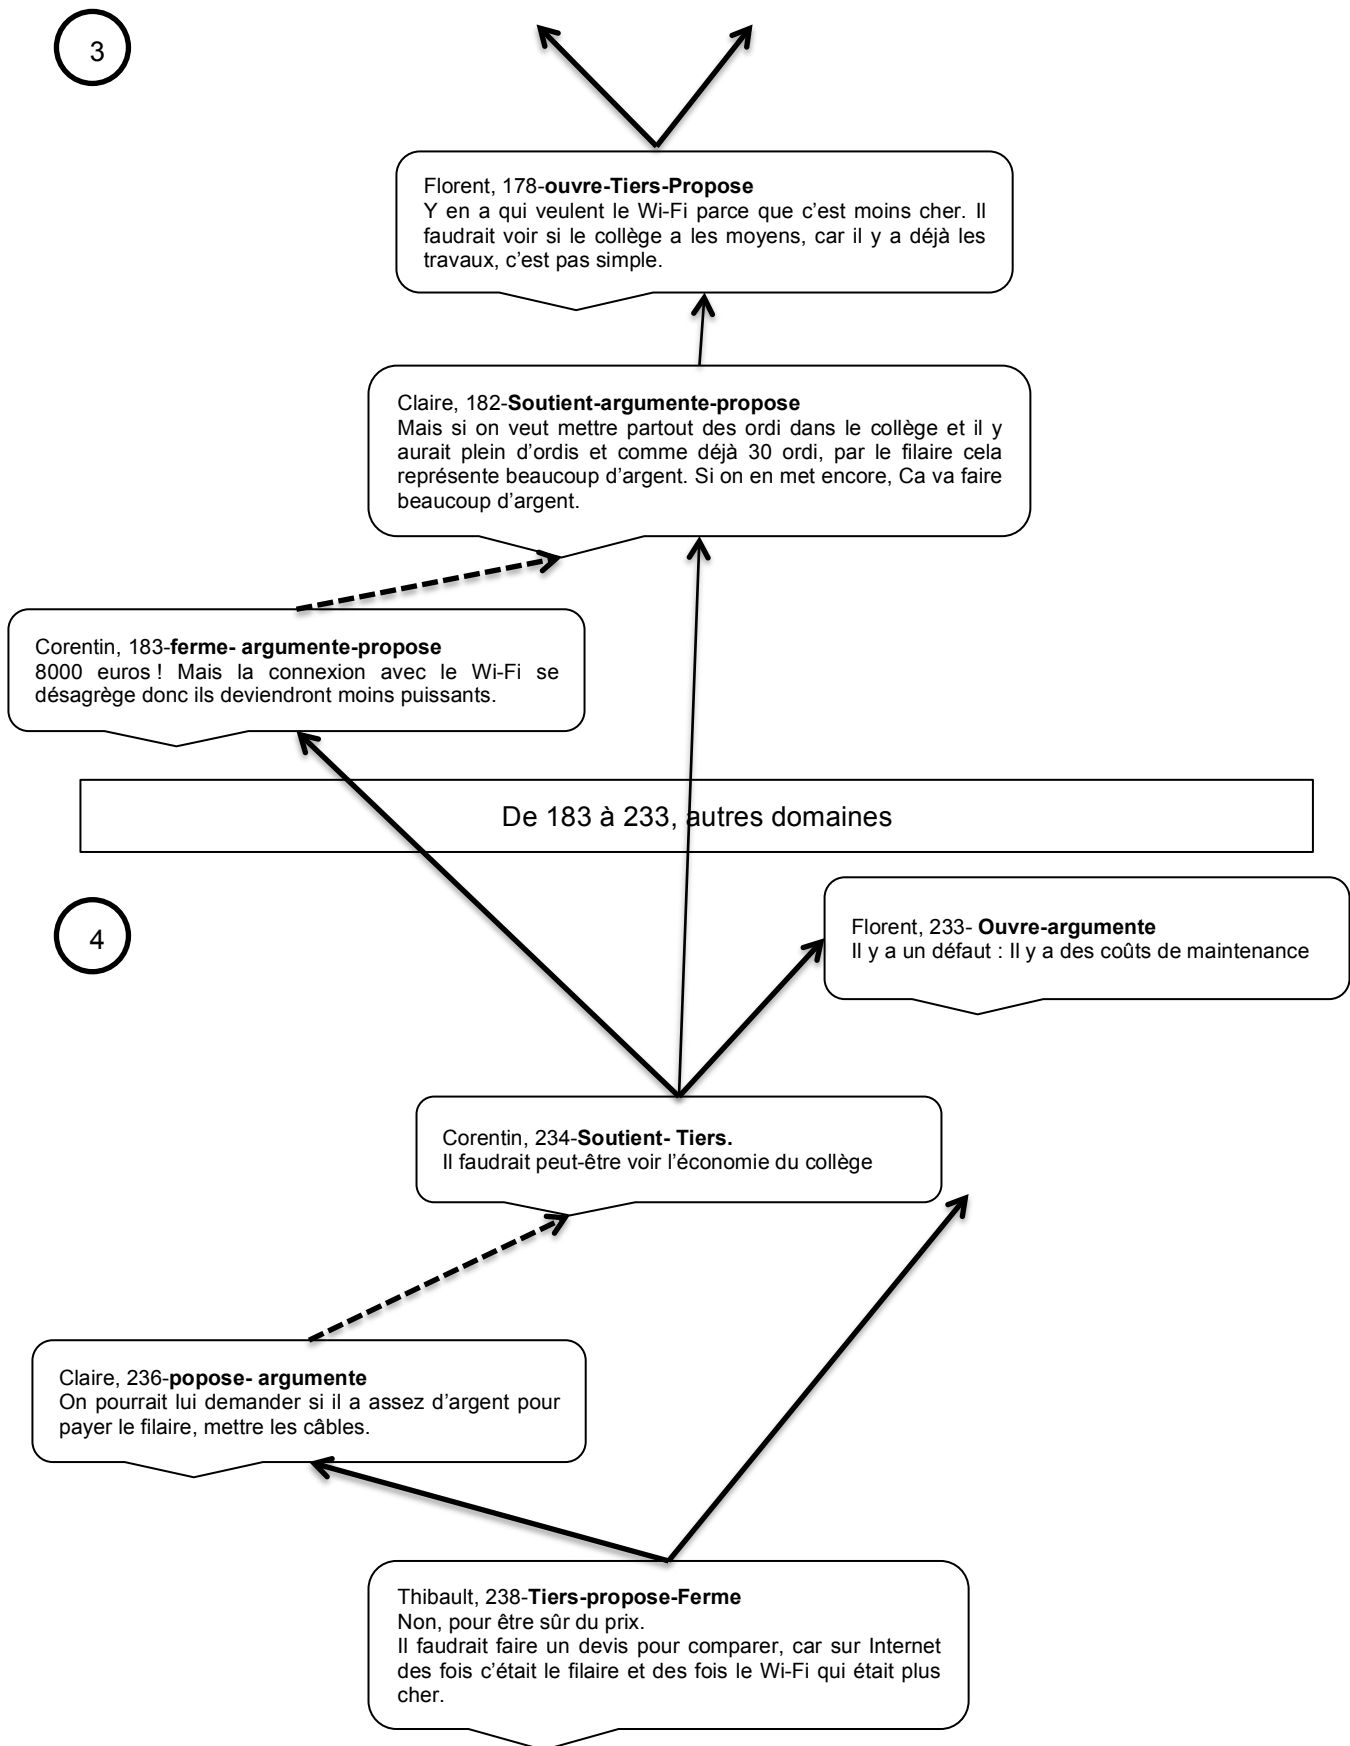 3
Florent, 178-ouvre-Tiers-Propose
Y en a qui veulent le Wi-Fi parce que c’est moins cher. Il
faudrait voir si le collège a les moyens, car il y a déjà les
travaux, c’est pas simple.
Claire, 182-Soutient-argumente-propose
Mais si on veut mettre partout des ordi dans le collège et il y
aurait plein d’ordis et comme déjà 30 ordi, par le filaire cela
représente beaucoup d’argent. Si on en met encore, Ca va faire
beaucoup d’argent.
Corentin, 183-ferme- argumente-propose
8000 euros ! Mais la connexion avec le Wi-Fi se
désagrège donc ils deviendront moins puissants.
De 183 à 233, autres domaines
4
Florent, 233- Ouvre-argumente
Il y a un défaut : Il y a des coûts de maintenance
Corentin, 234-Soutient- Tiers.
Il faudrait peut-être voir l’économie du collège
Claire, 236-popose- argumente
On pourrait lui demander si il a assez d’argent pour
payer le filaire, mettre les câbles.
Thibault, 238-Tiers-propose-Ferme
Non, pour être sûr du prix.
Il faudrait faire un devis pour comparer, car sur Internet
des fois c’était le filaire et des fois le Wi-Fi qui était plus
cher.